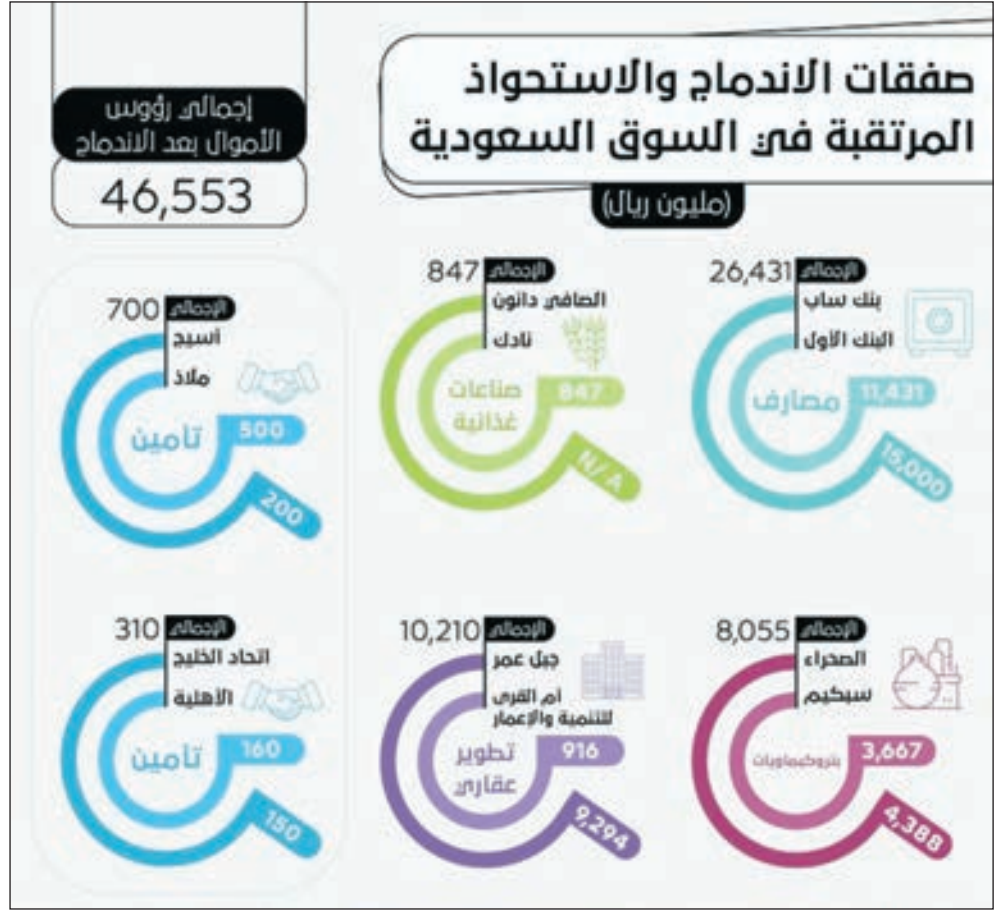 صفقات الاندماج والاستحواذ
المرتقبة في السوق السعودية
(مليون ريال)
إجمالي رؤوس
الأموال بعد الاندماج
46,553
الإجمالي 26,431
بنك ساب
البنك الأول
مصارف
11,431
15,000
الإجمالي 847
الصافي دانون
نادك
صناعات
غذائية
847
N/A
الإجمالي 700
أسيج
ملاذ
تأمين
500
200
الإجمالي 8,055
الصحراء
سبكيم
بتروكيماويات
3,667
4,388
الإجمالي 10,210
جبل عمر
أم القرى
للتنمية والإعمار
تطوير
عقاري
916
9,294
الإجمالي 310
اتحاد الخليج
الأهلية
تأمين
160
150